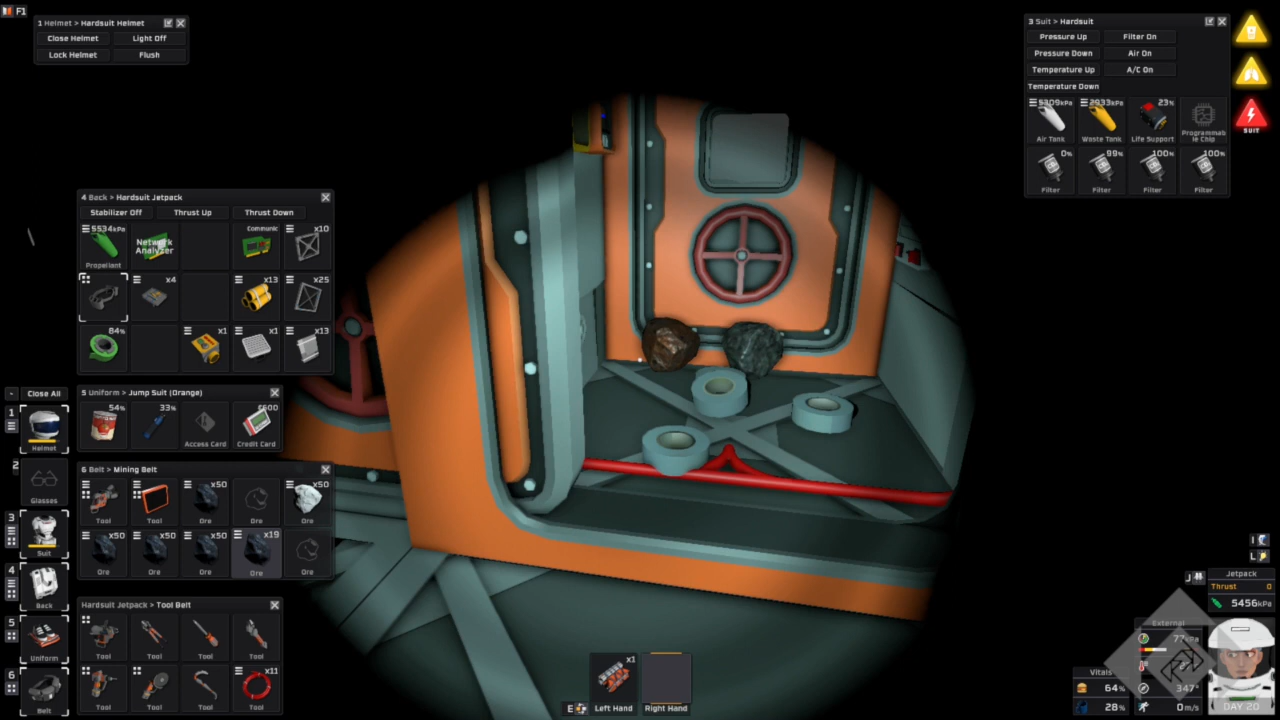 F1
1 Helmet > Hardsuit Helmet
Close Helmet Light Off
Lock Helmet Flush
3 Suit > Hardsuit
Pressure Up Filter On
Pressure Down Air On
Temperature Up A/C On
Temperature Down
5309kPa 2933kPa 23%
Air Tank Waste Tank Life Support Programmab le Chip
0% 99% 100% 100%
Filter Filter Filter Filter
SUIT
4 Back > Hardsuit Jetpack
Stabilizer Off Thrust Up Thrust Down
5534kPa Network Analyzer Communic x10
Propellant
x4 x13 x25
84% x1 x1 x13
Close All
5 Uniform > Jump Suit (Orange)
54% 33% £600
Access Card Credit Card
1 Helmet
6 Belt > Mining Belt
x50 x50
Tool Tool Ore Ore Ore
2 Glasses
x50 x50 x50 x19
Ore Ore Ore Ore Ore
3 Suit
4 Back
Hardsuit Jetpack > Tool Belt
Tool Tool Tool Tool
5 Uniform
x11
Tool Tool Tool Tool
6 Belt
x1
E Left Hand Right Hand
I
L
J Jetpack
Thrust 0
5456kPa
External
347°
Vitals
64%
28% 0m/s
DAY 20